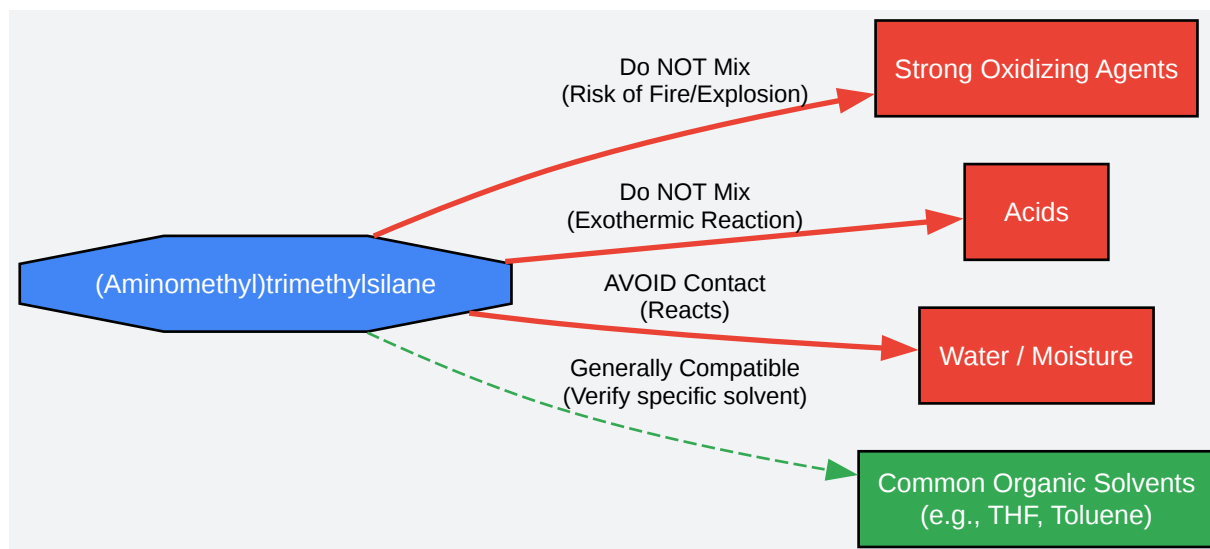 Do NOT Mix
(Risk of Fire/Explosion)
Strong Oxidizing Agents
Do NOT Mix
(Exothermic Reaction)
Acids
(Aminomethyl)trimethylsilane
AVOID Contact
(Reacts)
Water / Moisture
Generally Compatible
(Verify specific solvent)
Common Organic Solvents
(e.g., THF, Toluene)